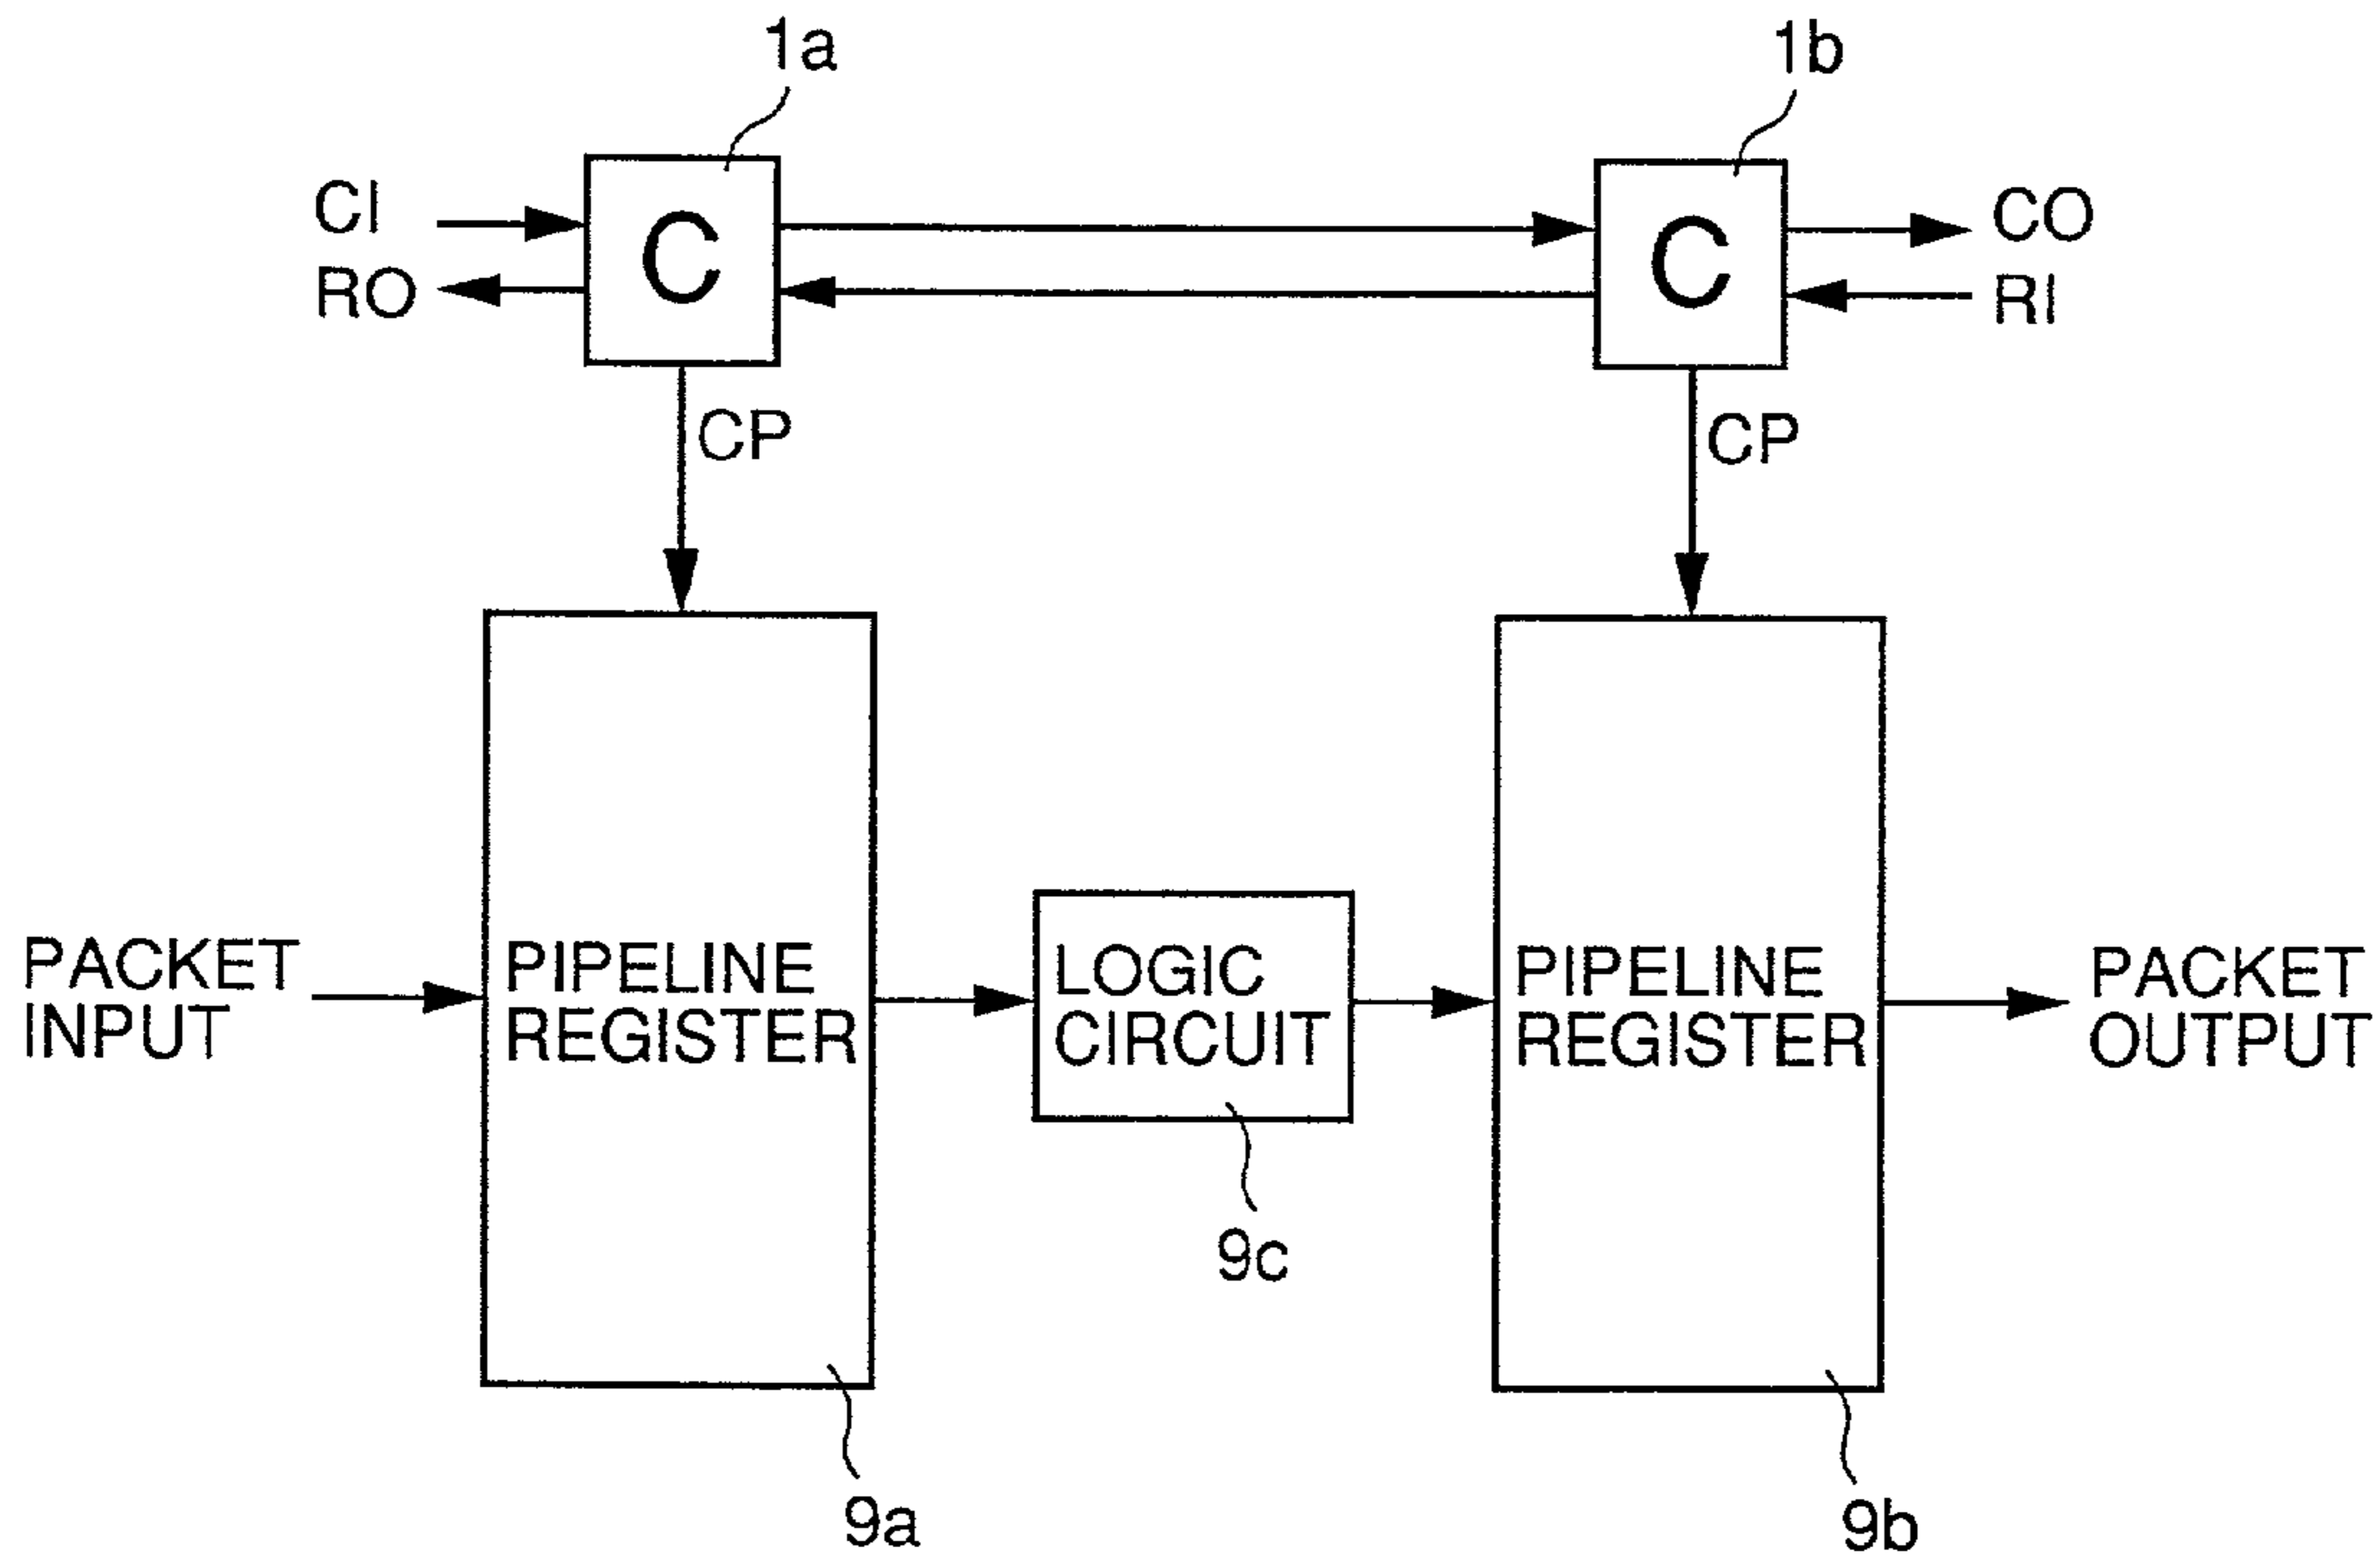 1a
1b
CI
RO
C
C
CO
RI
CP
CP
PACKET
INPUT
PIPELINE
REGISTER
LOGIC
CIRCUIT
PIPELINE
REGISTER
PACKET
OUTPUT
9c
9a
9b